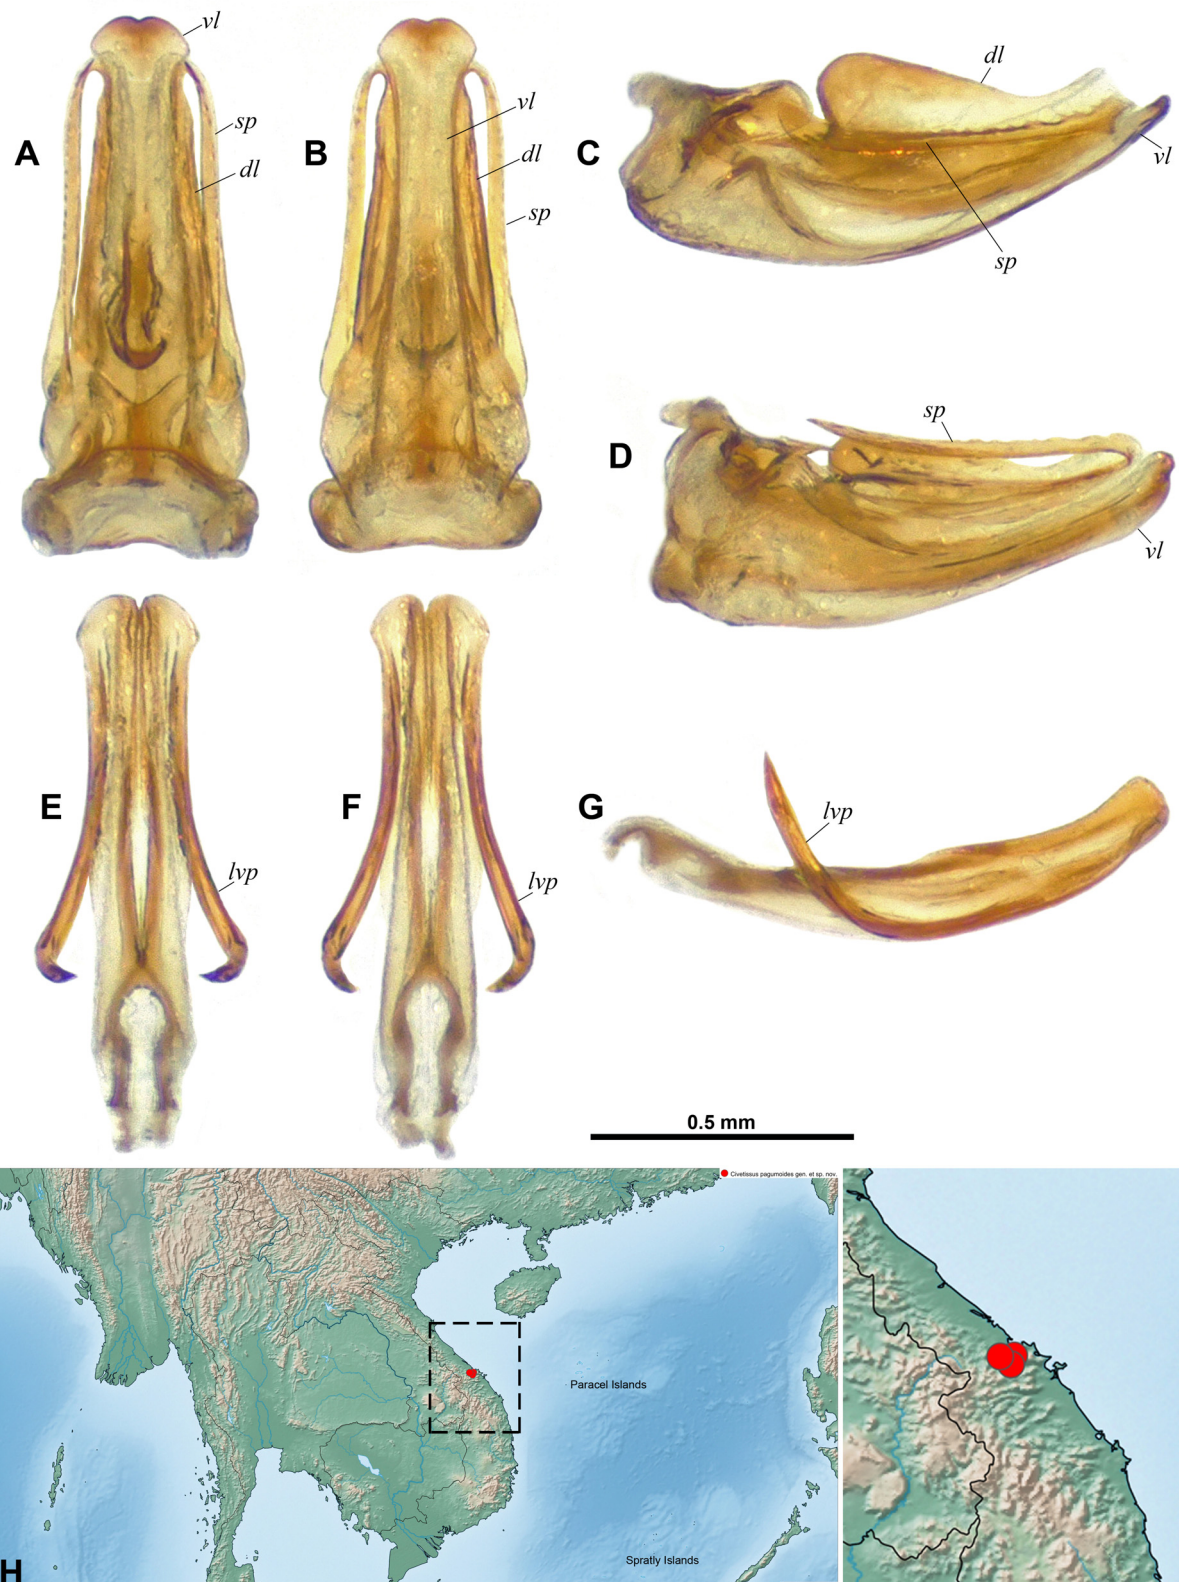 vl
A
sp
dl
B
vl
dl
sp
C
dl
vl
sp
D
sp
vl
E
lvp
F
lvp
G
lvp
0.5 mm
Civetissus pagumoides gen. et sp. nov.
Paracel Islands
Spratly Islands
H